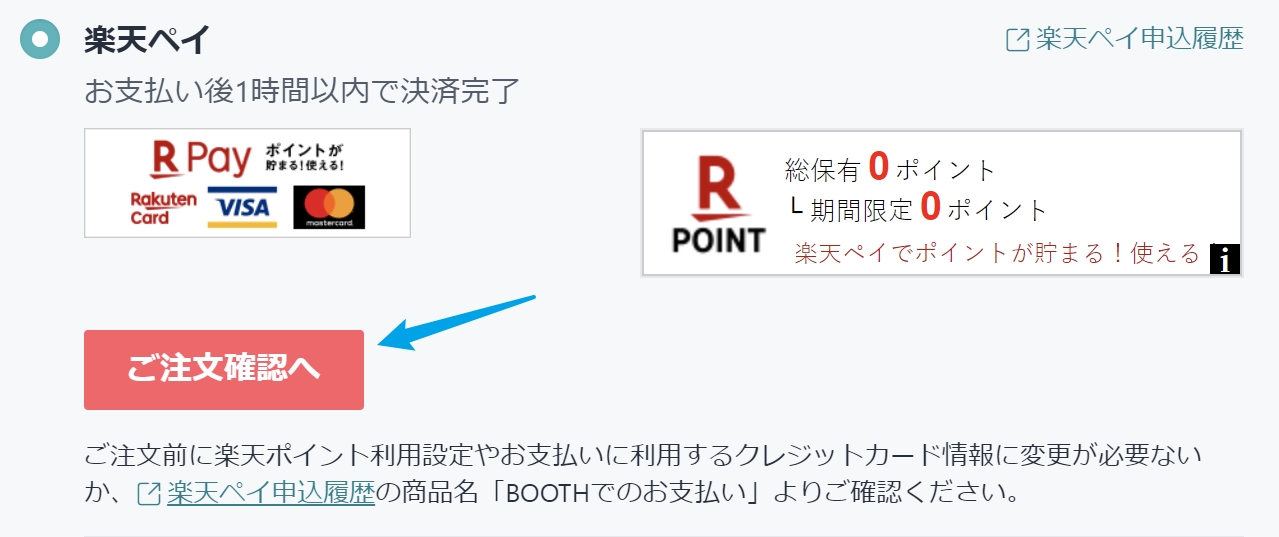 楽天ペイ
楽天ペイ申込履歴
お支払い後1時間以内で決済完了
R Pay ポイントが
貯まる!使える!
Rakuten
Card
VISA
mastercard
R
POINT
総保有 0 ポイント
└ 期間限定 0 ポイント
楽天ペイでポイントが貯まる！使える
i
ご注文確認へ
ご注文前に楽天ポイント利用設定やお支払いに利用するクレジットカード情報に変更が必要ない
か、楽天ペイ申込履歴の商品名「BOOTHでのお支払い」よりご確認ください。